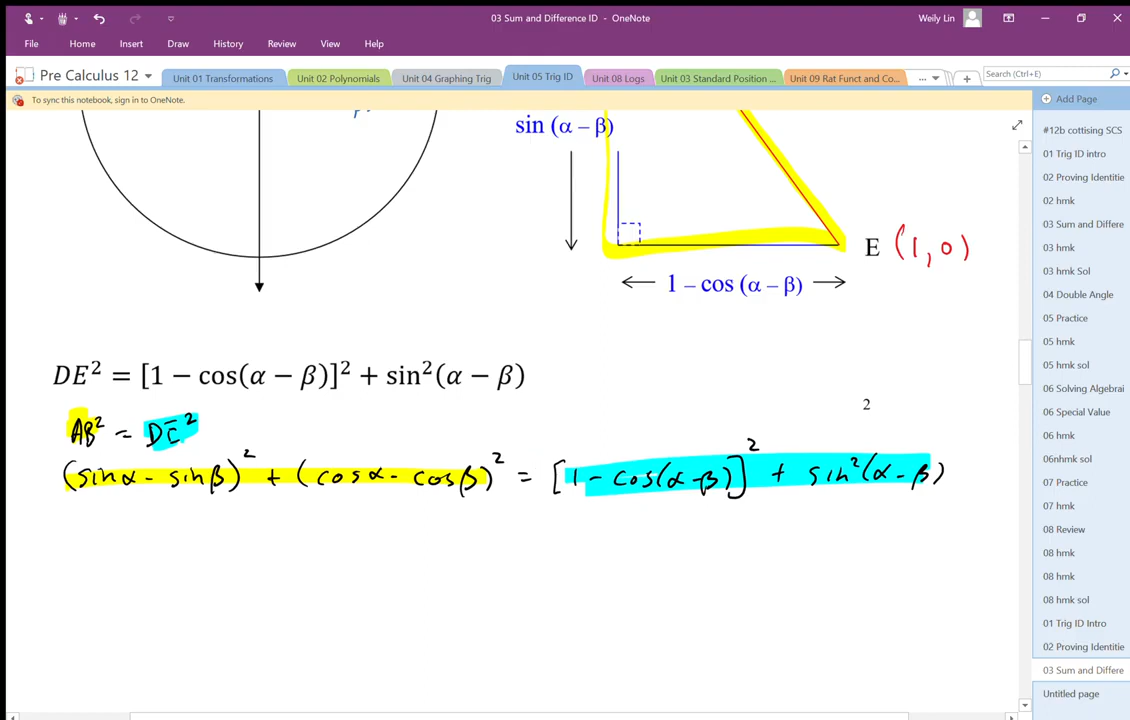 03 Sum and Difference ID - OneNote
Weily Lin
File Home Insert Draw History Review View Help
Pre Calculus 12
Unit 01 Transformations
Unit 02 Polynomials
Unit 04 Graphing Trig
Unit 05 Trig ID
Unit 08 Logs
Unit 03 Standard Position ...
Unit 09 Rat Funct and Co...
...
Search (Ctrl+E)
To sync this notebook, sign in to OneNote.
sin (α – β)
E (1, 0)
1 – cos (α – β)
DE² = [1 − cos(α − β)]² + sin²(α − β)
2
AB² = DE²
(sinα - sinβ)² + (cosα - cosβ)² = [1 - cos(α-β)]² + sin²(α-β)
Add Page
#12b cottising SCS
01 Trig ID intro
02 Proving Identitie
02 hmk
03 Sum and Differe
03 hmk
03 hmk Sol
04 Double Angle
05 Practice
05 hmk
05 hmk sol
06 Solving Algebrai
06 Special Value
06 hmk
06nhmk sol
07 Practice
07 hmk
08 Review
08 hmk
08 hmk
08 hmk sol
01 Trig ID Intro
02 Proving Identitie
03 Sum and Differe
Untitled page